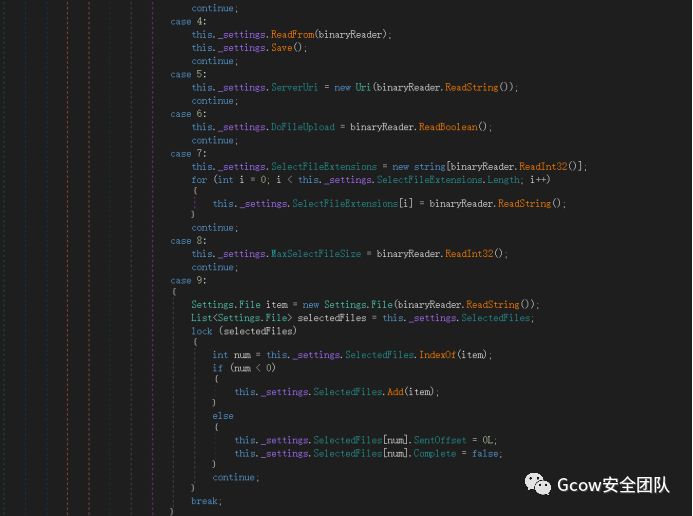 continue;
case 4:
this._settings.ReadFrom(binaryReader);
this._settings.Save();
continue;
case 5:
this._settings.ServerUri = new Uri(binaryReader.ReadString());
continue;
case 6:
this._settings.DoFileUpload = binaryReader.ReadBoolean();
continue;
case 7:
this._settings.SelectFileExtensions = new string[binaryReader.ReadInt32()];
for (int i = 0; i < this._settings.SelectFileExtensions.Length; i++)
{
this._settings.SelectFileExtensions[i] = binaryReader.ReadString();
}
continue;
case 8:
this._settings.MaxSelectFileSize = binaryReader.ReadInt32();
continue;
case 9:
{
Settings.File item = new Settings.File(binaryReader.ReadString());
List<Settings.File> selectedFiles = this._settings.SelectedFiles;
lock (selectedFiles)
{
int num = this._settings.SelectedFiles.IndexOf(item);
if (num < 0)
{
this._settings.SelectedFiles.Add(item);
}
else
{
this._settings.SelectedFiles[num].SentOffset = 0L;
this._settings.SelectedFiles[num].Complete = false;
}
continue;
}
break;
}
Gcow安全团队